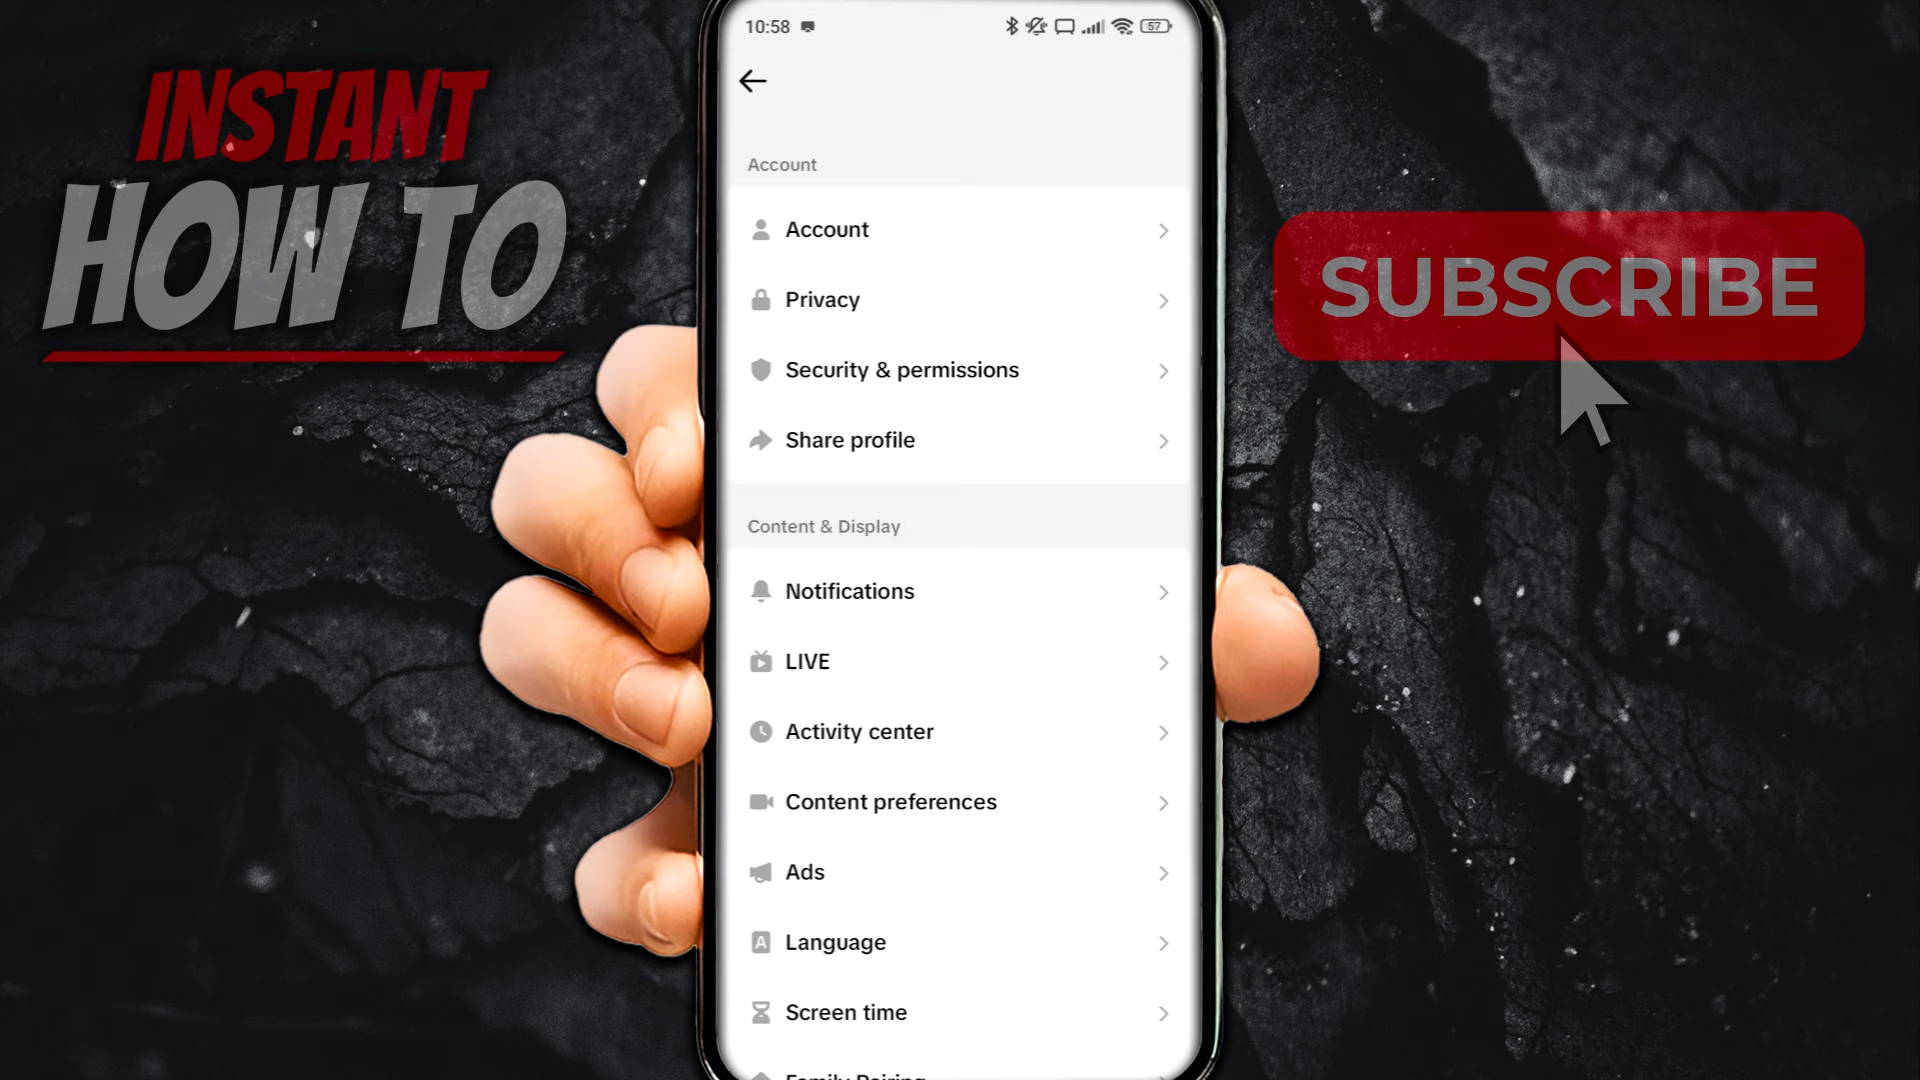 INSTANT
HOW TO
SUBSCRIBE
10:58
57
Account
Account
Privacy
Security & permissions
Share profile
Content & Display
Notifications
LIVE
Activity center
Content preferences
Ads
A
Language
Screen time
Family Pairing